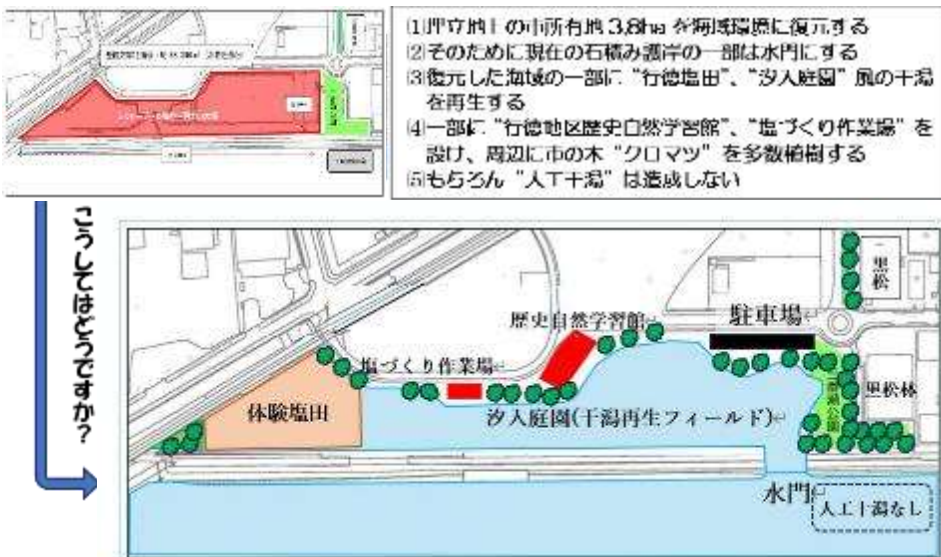 (1)埋立地上の市所有地3.8haを海域環境に復元する
(2)そのために現在の石積み護岸の一部は水門にする
(3)復元した海域の一部に“行徳塩田”、“汐入庭園”風の干潟
を再生する
(4)一部に“行徳地区歴史自然学習館”、“塩づくり作業場”を
設け、周辺に市の木“クロマツ”を多数植樹する
(5)もちろん“人工干潟”は造成しない
こうしてはどうですか？
黒松
駐車場
歴史自然学習館
塩づくり作業場
体験塩田
汐入庭園(干潟再生フィールド)
黒松林
公園
水門
人工干潟なし